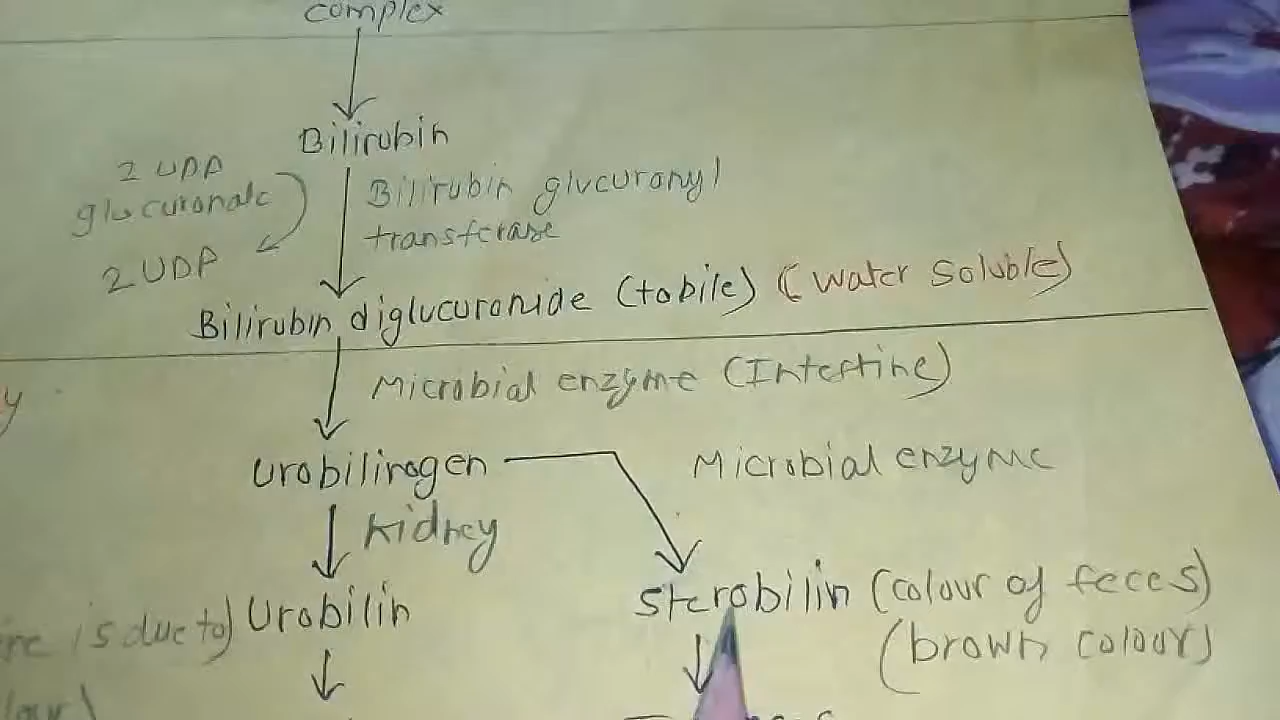 complex
Bilirubin
2 UDP
glucuronate
Bilirubin glucuronyl
transferase
2 UDP
Bilirubin diglucuronide (to bile) (water soluble)
Microbial enzyme (Intestine)
y
Urobilirogen
Microbial enzyme
Kidney
Sterobilin (colour of feces)
(brown colour)
is due to) Urobilin